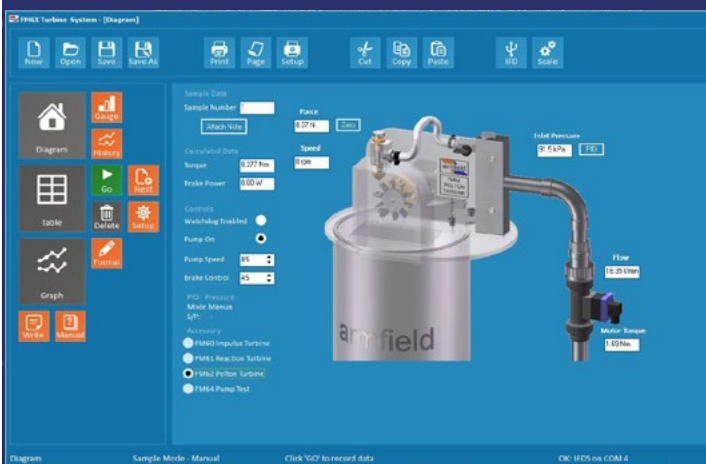 FM6X Turbine System - [Diagram]
New Open Save Save As Print Page Setup Cut Copy Paste IFD Scale
Diagram
Gauge
History
Table
Go
Next
Delete
Setup
Graph
Format
Write
Manual
Sample Data
Sample Number
Attach Note
Calculated Data
Torque 0.277 Nm
Brake Power 0.00 W
Controls
Watchdog Enabled
Pump On
Pump Speed 85
Brake Control 45
PID - Pressure
Mode Manua
S/P:
Accessory
FM60 Impulse Turbine
FM61 Reaction Turbine
FM62 Pelton Turbine
FM64 Pump Test
Force
Zero
Speed
0 rpm
PELTON
TURBINE
armfield
Inlet Pressure
91.5 kPa PID
Flow
Motor Torque
1.69 Nm
Diagram Sample Mode - Manual Click 'GO' to record data OK: IFD5 on COM 4